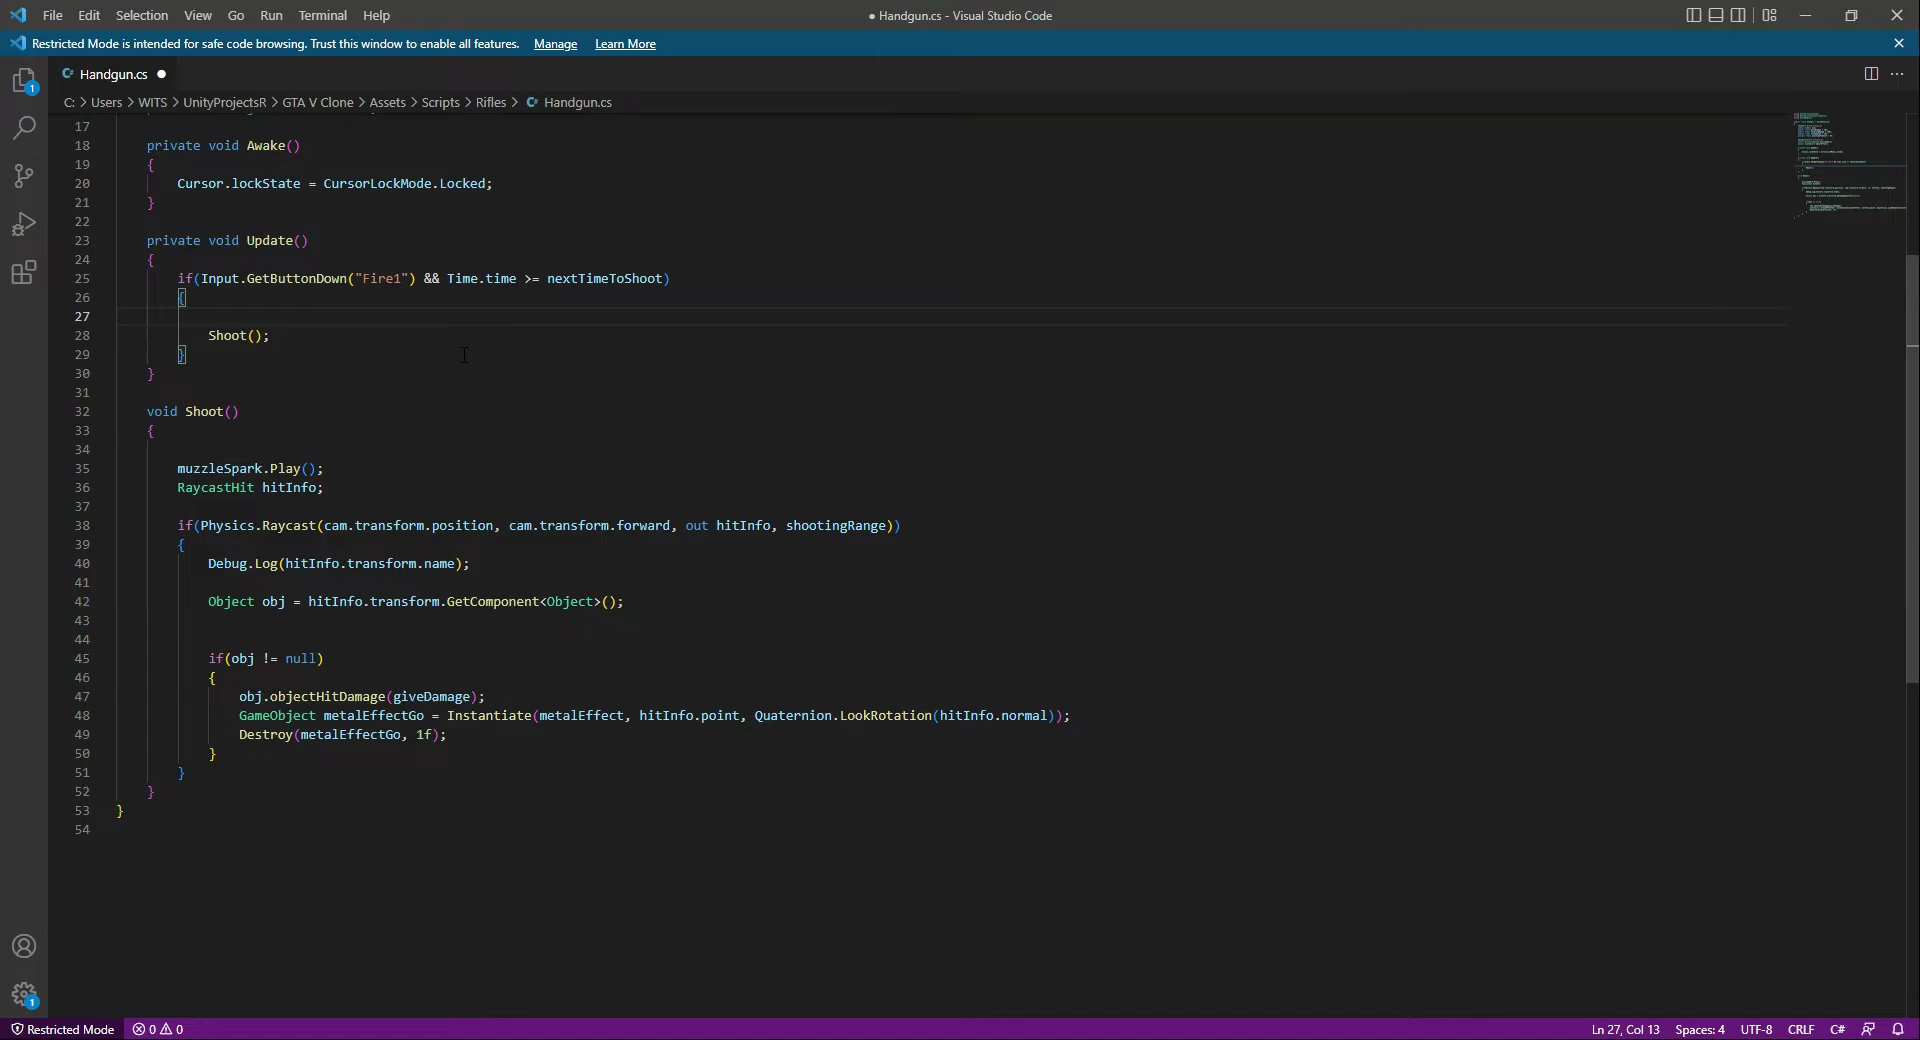 File Edit Selection View Go Run Terminal Help
● Handgun.cs - Visual Studio Code
Restricted Mode is intended for safe code browsing. Trust this window to enable all features. Manage Learn More
Handgun.cs ●
C: > Users > WITS > UnityProjectsR > GTA V Clone > Assets > Scripts > Rifles > Handgun.cs
17
18 private void Awake()
19 {
20 Cursor.lockState = CursorLockMode.Locked;
21 }
22
23 private void Update()
24 {
25 if(Input.GetButtonDown("Fire1") && Time.time >= nextTimeToShoot)
26 {
27
28 Shoot();
29 }
30 }
31
32 void Shoot()
33 {
34
35 muzzleSpark.Play();
36 RaycastHit hitInfo;
37
38 if(Physics.Raycast(cam.transform.position, cam.transform.forward, out hitInfo, shootingRange))
39 {
40 Debug.Log(hitInfo.transform.name);
41
42 Object obj = hitInfo.transform.GetComponent<Object>();
43
44
45 if(obj != null)
46 {
47 obj.objectHitDamage(giveDamage);
48 GameObject metalEffectGo = Instantiate(metalEffect, hitInfo.point, Quaternion.LookRotation(hitInfo.normal));
49 Destroy(metalEffectGo, 1f);
50 }
51 }
52 }
53 }
54
1
1
Restricted Mode 0 0 Ln 27, Col 13 Spaces: 4 UTF-8 CRLF C#